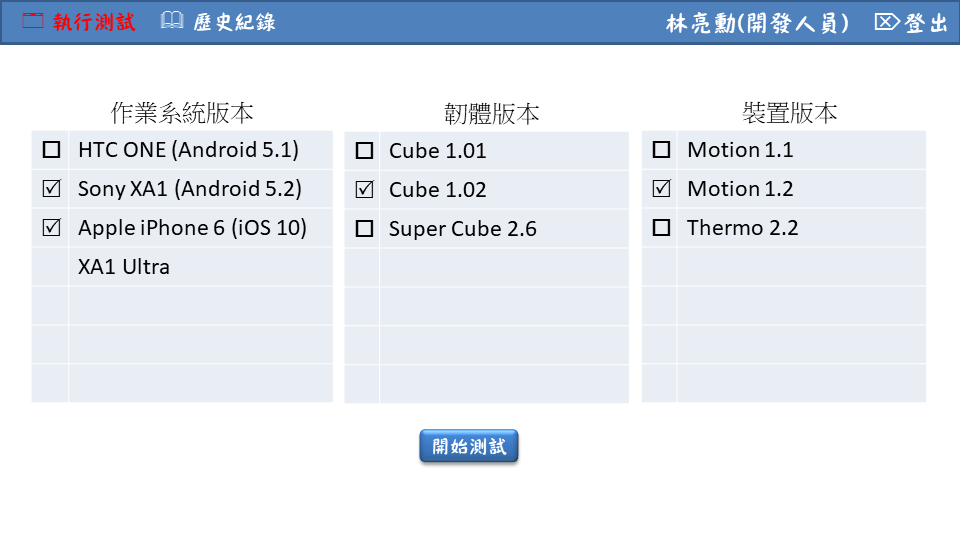 執行測試 歷史紀錄 林亮勳(開發人員) 登出
作業系統版本
HTC ONE (Android 5.1)
Sony XA1 (Android 5.2)
Apple iPhone 6 (iOS 10)
XA1 Ultra
韌體版本
Cube 1.01
Cube 1.02
Super Cube 2.6
裝置版本
Motion 1.1
Motion 1.2
Thermo 2.2
開始測試